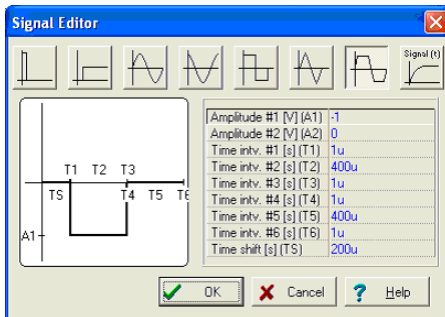 Signal Editor
Signal (t)
T1 T2 T3
TS T4 T5 T6
A1
Amplitude #1 [V] (A1) -1
Amplitude #2 [V] (A2) 0
Time intv. #1 [s] (T1) 1u
Time intv. #2 [s] (T2) 400u
Time intv. #3 [s] (T3) 1u
Time intv. #4 [s] (T4) 1u
Time intv. #5 [s] (T5) 400u
Time intv. #6 [s] (T6) 1u
Time shift [s] (TS) 200u
OK Cancel ? Help